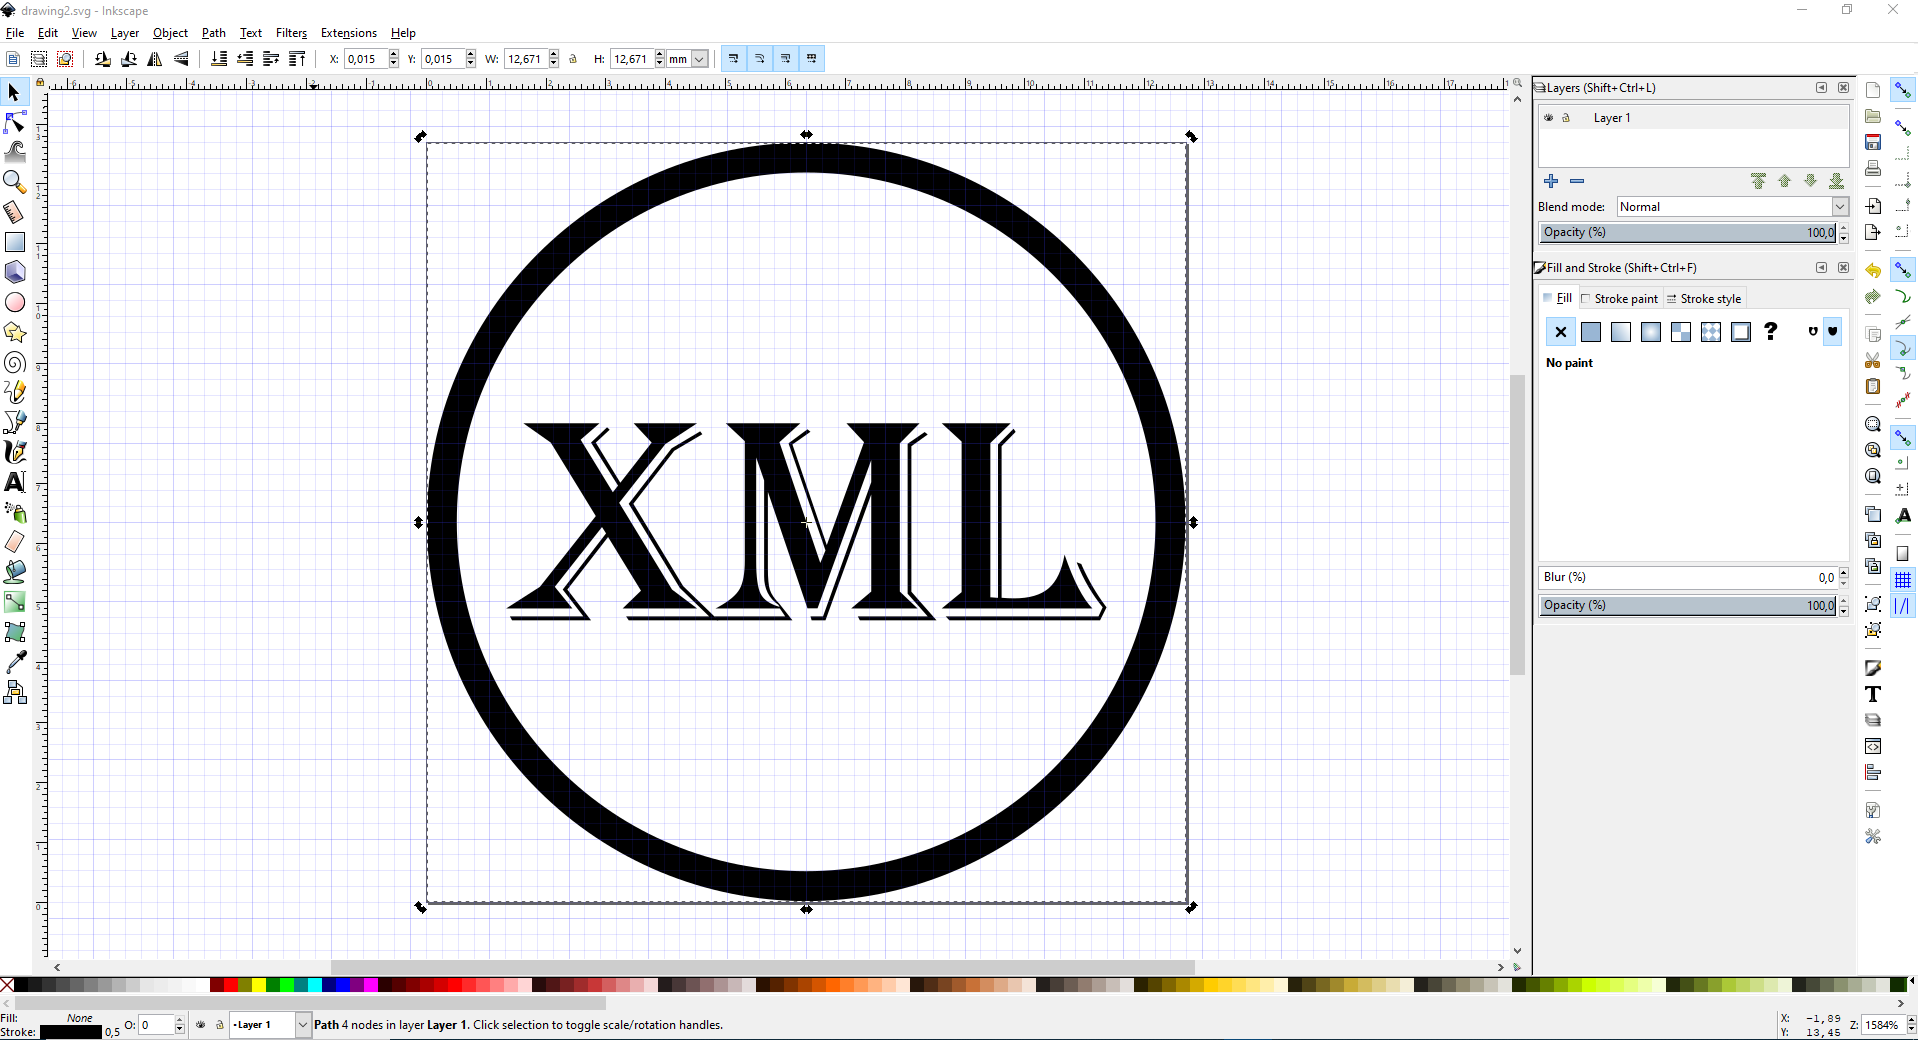 drawing2.svg - Inkscape
File Edit View Layer Object Path Text Filters Extensions Help
X: 0,015 Y: 0,015 W: 12,671 H: 12,671 mm
Layers (Shift+Ctrl+L)
Layer 1
Blend mode: Normal
Opacity (%) 100,0
Fill and Stroke (Shift+Ctrl+F)
Fill Stroke paint Stroke style
No paint
XML
Blur (%) 0,0
Opacity (%) 100,0
Fill: None
Stroke: 0,5 O: 0 Layer 1 Path 4 nodes in layer Layer 1. Click selection to toggle scale/rotation handles.
X: -1,89
Y: 13,45
Z: 1584%